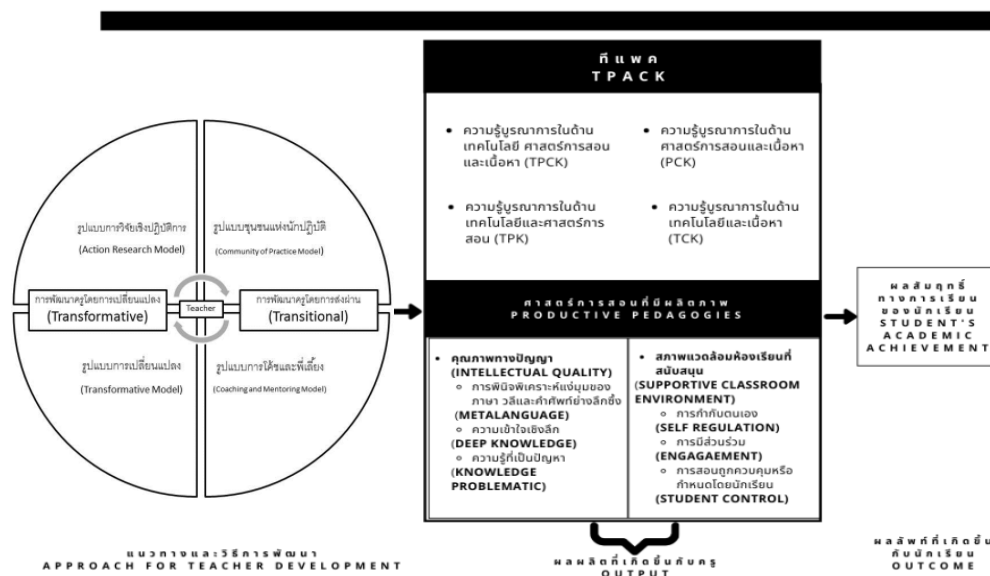 ทีแพค
TPACK
ความรู้บูรณาการในด้าน
เทคโนโลยี ศาสตร์การสอน
และเนื้อหา (TPCK)
ความรู้บูรณาการในด้าน
ศาสตร์การสอนและเนื้อหา
(PCK)
ความรู้บูรณาการในด้าน
เทคโนโลยีและศาสตร์การ
สอน (TPK)
ความรู้บูรณาการในด้าน
เทคโนโลยีและเนื้อหา
(TCK)
รูปแบบการวิจัยเชิงปฏิบัติการ
(Action Research Model)
รูปแบบชุมชนแห่งนักปฏิบัติ
(Community of Practice Model)
การพัฒนาครูโดยการเปลี่ยนแปลง
(Transformative)
Teacher
การพัฒนาครูโดยการส่งผ่าน
(Transitional)
รูปแบบการเปลี่ยนแปลง
(Transformative Model)
รูปแบบการโค้ชและพี่เลี้ยง
(Coaching and Mentoring Model)
ศาสตร์การสอนที่มีผลิตภาพ
PRODUCTIVE PEDAGOGIES
คุณภาพทางปัญญา
(INTELLECTUAL QUALITY)
การพินิจพิเคราะห์แง่มุมของ
ภาษา วลีและคำศัพท์ย่างลึกซึ้ง
(METALANGUAGE)
ความเข้าใจเชิงลึก
(DEEP KNOWLEDGE)
ความรู้ที่เป็นปัญหา
(KNOWLEDGE
PROBLEMATIC)
สภาพแวดล้อมห้องเรียนที่
สนับสนุน
(SUPPORTIVE CLASSROOM
ENVIRONMENT)
การกำกับตนเอง
(SELF REGULATION)
การมีส่วนร่วม
(ENGAGAEMENT)
การสอนถูกควบคุมหรือ
กำหนดโดยนักเรียน
(STUDENT CONTROL)
ผลสัมฤทธิ์
ทางการเรียน
ของนักเรียน
STUDENT'S
ACADEMIC
ACHIEVEMENT
แนวทางและวิธีการพัฒนา
APPROACH FOR TEACHER DEVELOPMENT
ผลผลิตที่เกิดขึ้นกับครู
OUTPUT
ผลลัพท์ที่เกิดขึ้น
กับนักเรียน
OUTCOME